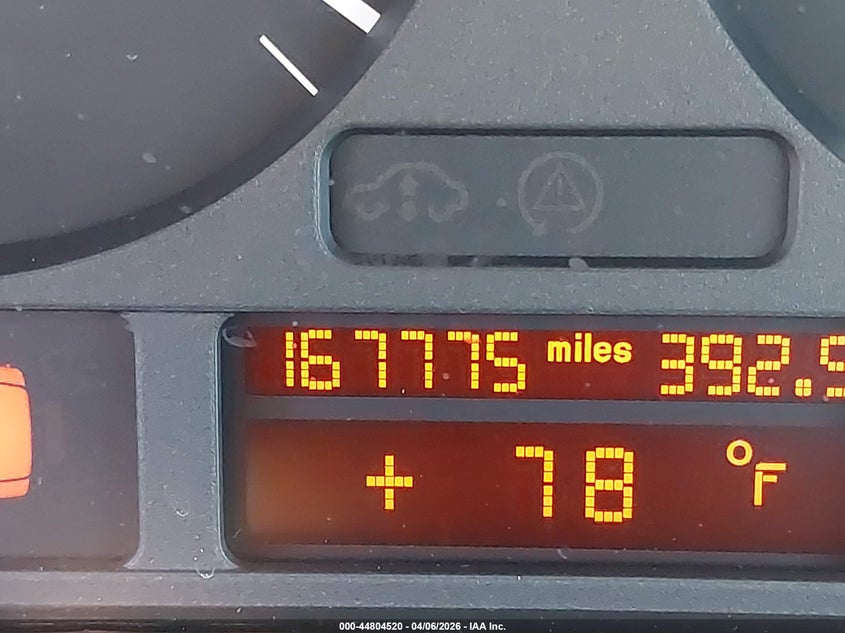 167775 miles 392.9
+ 78 °F
000-44804520 - 04/06/2026 - IAA Inc.